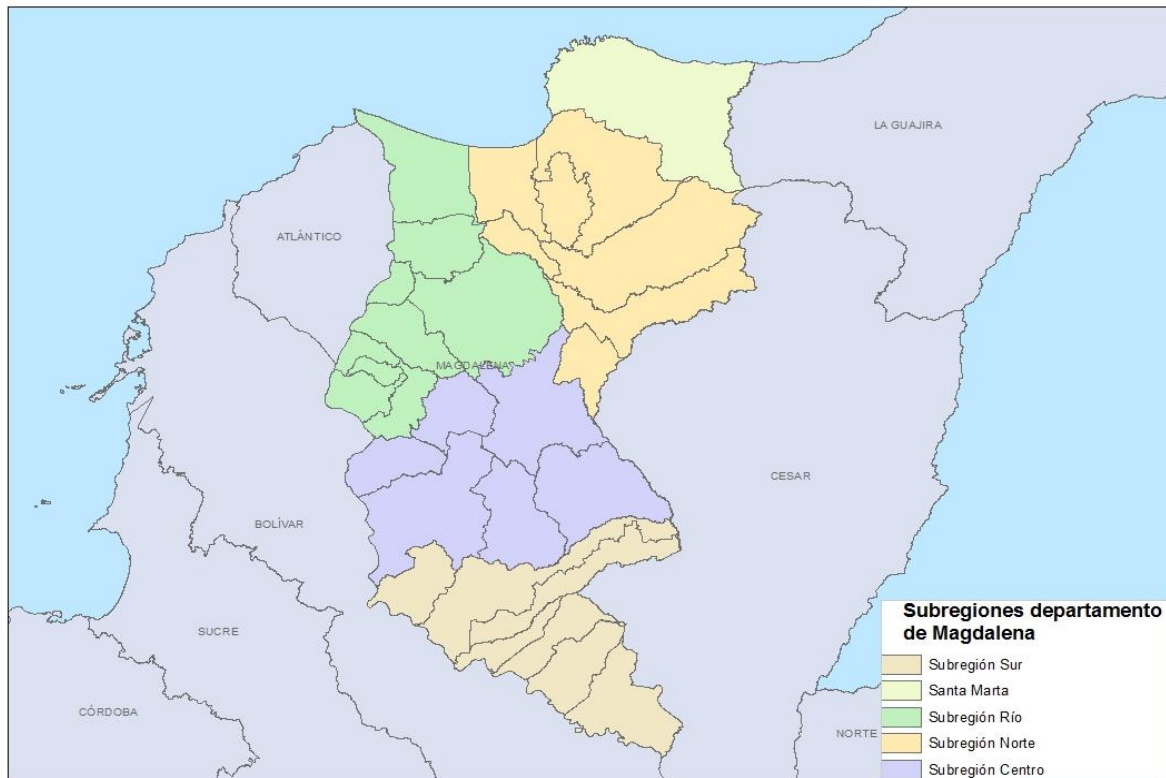 LA GUAJIRA
ATLÁNTICO
MAGDALENA
CESAR
BOLÍVAR
SUCRE
CÓRDOBA
NORTE
Subregiones departamento
de Magdalena
Subregión Sur
Santa Marta
Subregión Río
Subregión Norte
Subregión Centro